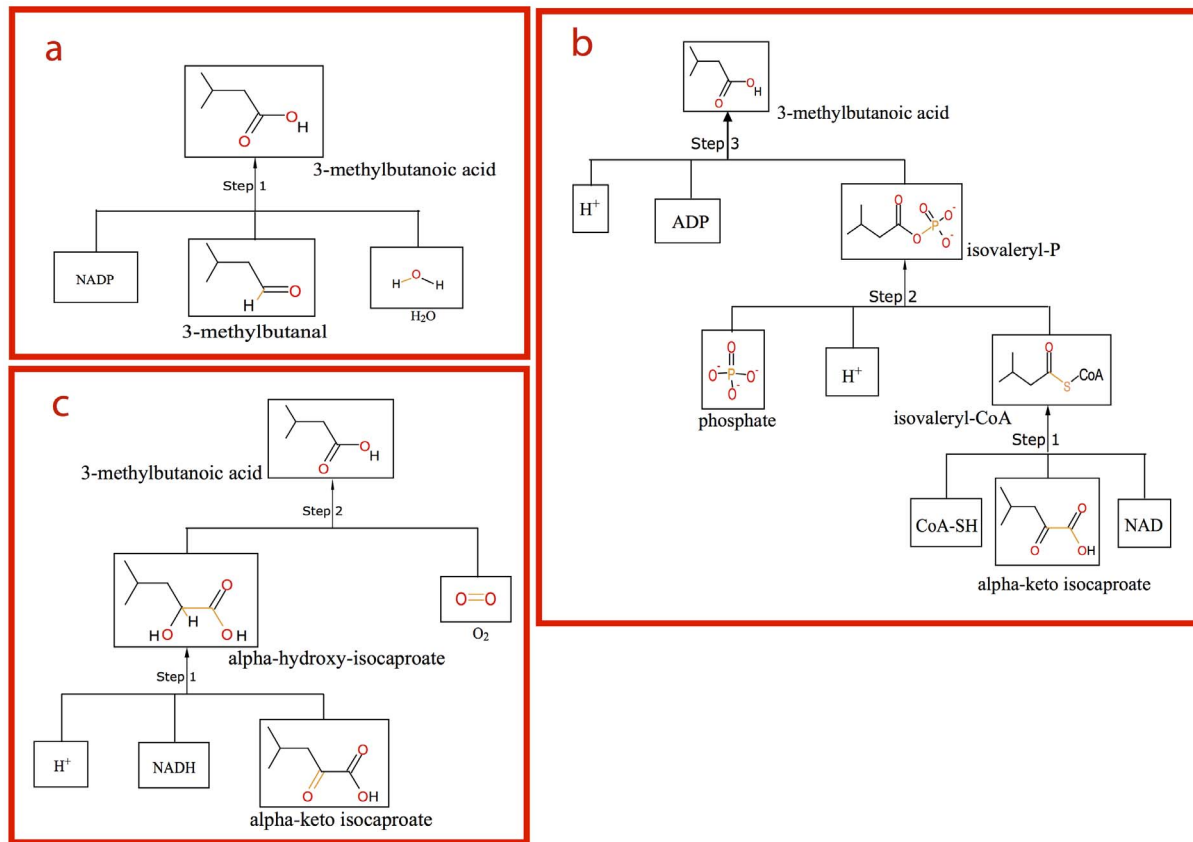 a
O
O
H
3-methylbutanoic acid
Step 1
NADP
H
O
3-methylbutanal
H
O
H
H₂O
b
O
O
H
3-methylbutanoic acid
Step 3
H⁺
ADP
O
O
O
P
O⁻
O⁻
isovaleryl-P
Step 2
O
O⁻
P
O⁻
O⁻
phosphate
H⁺
O
S
CoA
isovaleryl-CoA
Step 1
CoA-SH
O
O
OH
NAD
alpha-keto isocaproate
c
O
O
H
3-methylbutanoic acid
Step 2
O
H
O
H
O
H
alpha-hydroxy-isocaproate
O=O
O₂
Step 1
H⁺
NADH
O
O
OH
alpha-keto isocaproate